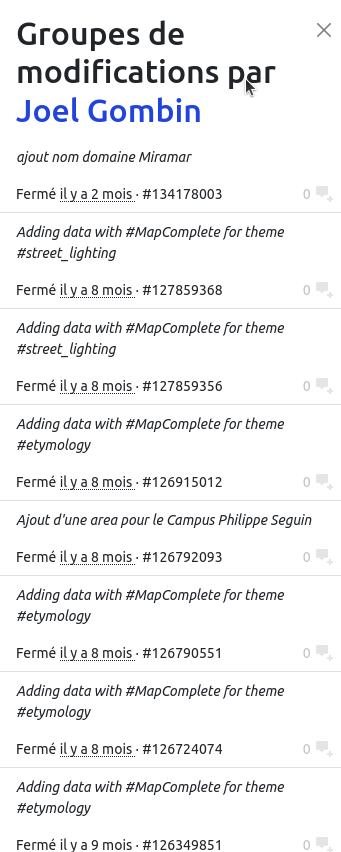 Groupes de
modifications par
Joel Gombin
ajout nom domaine Miramar
Fermé il y a 2 mois · #134178003
0
Adding data with #MapComplete for theme
#street_lighting
Fermé il y a 8 mois · #127859368
0
Adding data with #MapComplete for theme
#street_lighting
Fermé il y a 8 mois · #127859356
0
Adding data with #MapComplete for theme
#etymology
Fermé il y a 8 mois · #126915012
0
Ajout d'une area pour le Campus Philippe Seguin
Fermé il y a 8 mois · #126792093
0
Adding data with #MapComplete for theme
#etymology
Fermé il y a 8 mois · #126790551
0
Adding data with #MapComplete for theme
#etymology
Fermé il y a 8 mois · #126724074
0
Adding data with #MapComplete for theme
#etymology
Fermé il y a 9 mois · #126349851
0